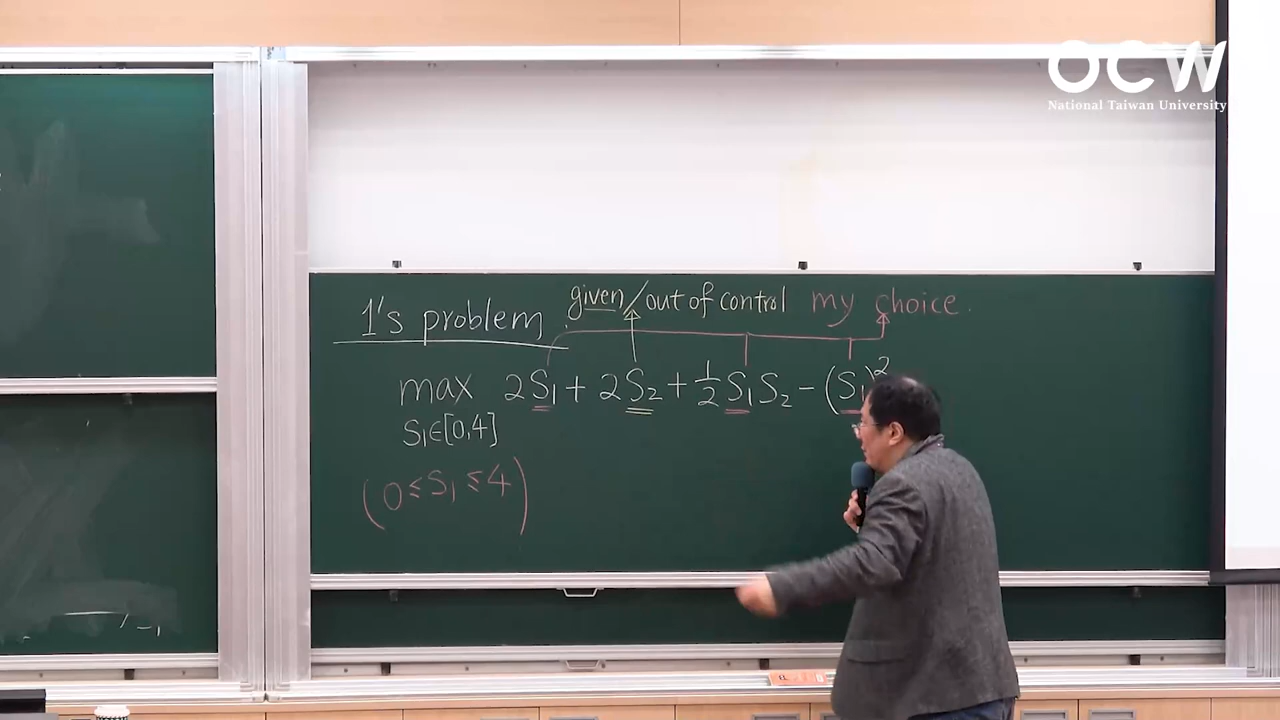 OCW
National Taiwan University
1's problem given/out of control my choice.
max 2S₁ + 2S₂ + 1/2 S₁S₂ - (S₁)²
S₁∈[0,4]
(0≤S₁≤4)